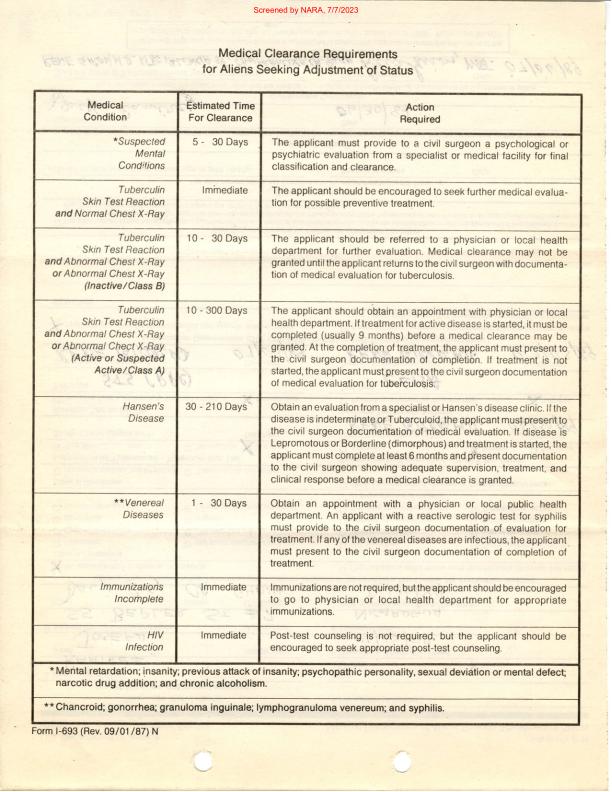 Screened by NARA, 7/7/2023
Medical Clearance Requirements
for Aliens Seeking Adjustment of Status
Medical
Condition
Estimated Time
For Clearance
Action
Required
*Suspected
Mental
Conditions
5 - 30 Days
The applicant must provide to a civil surgeon a psychological or
psychiatric evaluation from a specialist or medical facility for final
classification and clearance.
Tuberculin
Skin Test Reaction
and Normal Chest X-Ray
Immediate
The applicant should be encouraged to seek further medical evalua-
tion for possible preventive treatment.
Tuberculin
Skin Test Reaction
and Abnormal Chest X-Ray
or Abnormal Chest X-Ray
(Inactive/Class B)
10 - 30 Days
The applicant should be referred to a physician or local health
department for further evaluation. Medical clearance may not be
granted until the applicant returns to the civil surgeon with documenta-
tion of medical evaluation for tuberculosis.
Tuberculin
Skin Test Reaction
and Abnormal Chest X-Ray
or Abnormal Chect X-Ray
(Active or Suspected
Active/Class A)
10 - 300 Days
The applicant should obtain an appointment with physician or local
health department. If treatment for active disease is started, it must be
completed (usually 9 months) before a medical clearance may be
granted. At the completion of treatment, the applicant must present to
the civil surgeon documentation of completion. If treatment is not
started, the applicant must present to the civil surgeon documentation
of medical evaluation for tuberculosis.
Hansen's
Disease
30 - 210 Days
Obtain an evaluation from a specialist or Hansen's disease clinic. If the
disease is indeterminate or Tuberculoid, the applicant must present to
the civil surgeon documentation of medical evaluation. If disease is
Lepromotous or Borderline (dimorphous) and treatment is started, the
applicant must complete at least 6 months and present documentation
to the civil surgeon showing adequate supervision, treatment, and
clinical response before a medical clearance is granted.
**Venereal
Diseases
1 - 30 Days
Obtain an appointment with a physician or local public health
department. An applicant with a reactive serologic test for syphilis
must provide to the civil surgeon documentation of evaluation for
treatment. If any of the venereal diseases are infectious, the applicant
must present to the civil surgeon documentation of completion of
treatment.
Immunizations
Incomplete
Immediate
Immunizations are not required, but the applicant should be encouraged
to go to physician or local health department for appropriate
immunizations.
HIV
Infection
Immediate
Post-test counseling is not required, but the applicant should be
encouraged to seek appropriate post-test counseling.
* Mental retardation; insanity; previous attack of insanity; psychopathic personality, sexual deviation or mental defect;
narcotic drug addition; and chronic alcoholism.
** Chancroid; gonorrhea; granuloma inguinale; lymphogranuloma venereum; and syphilis.
Form I-693 (Rev. 09/01/87) N